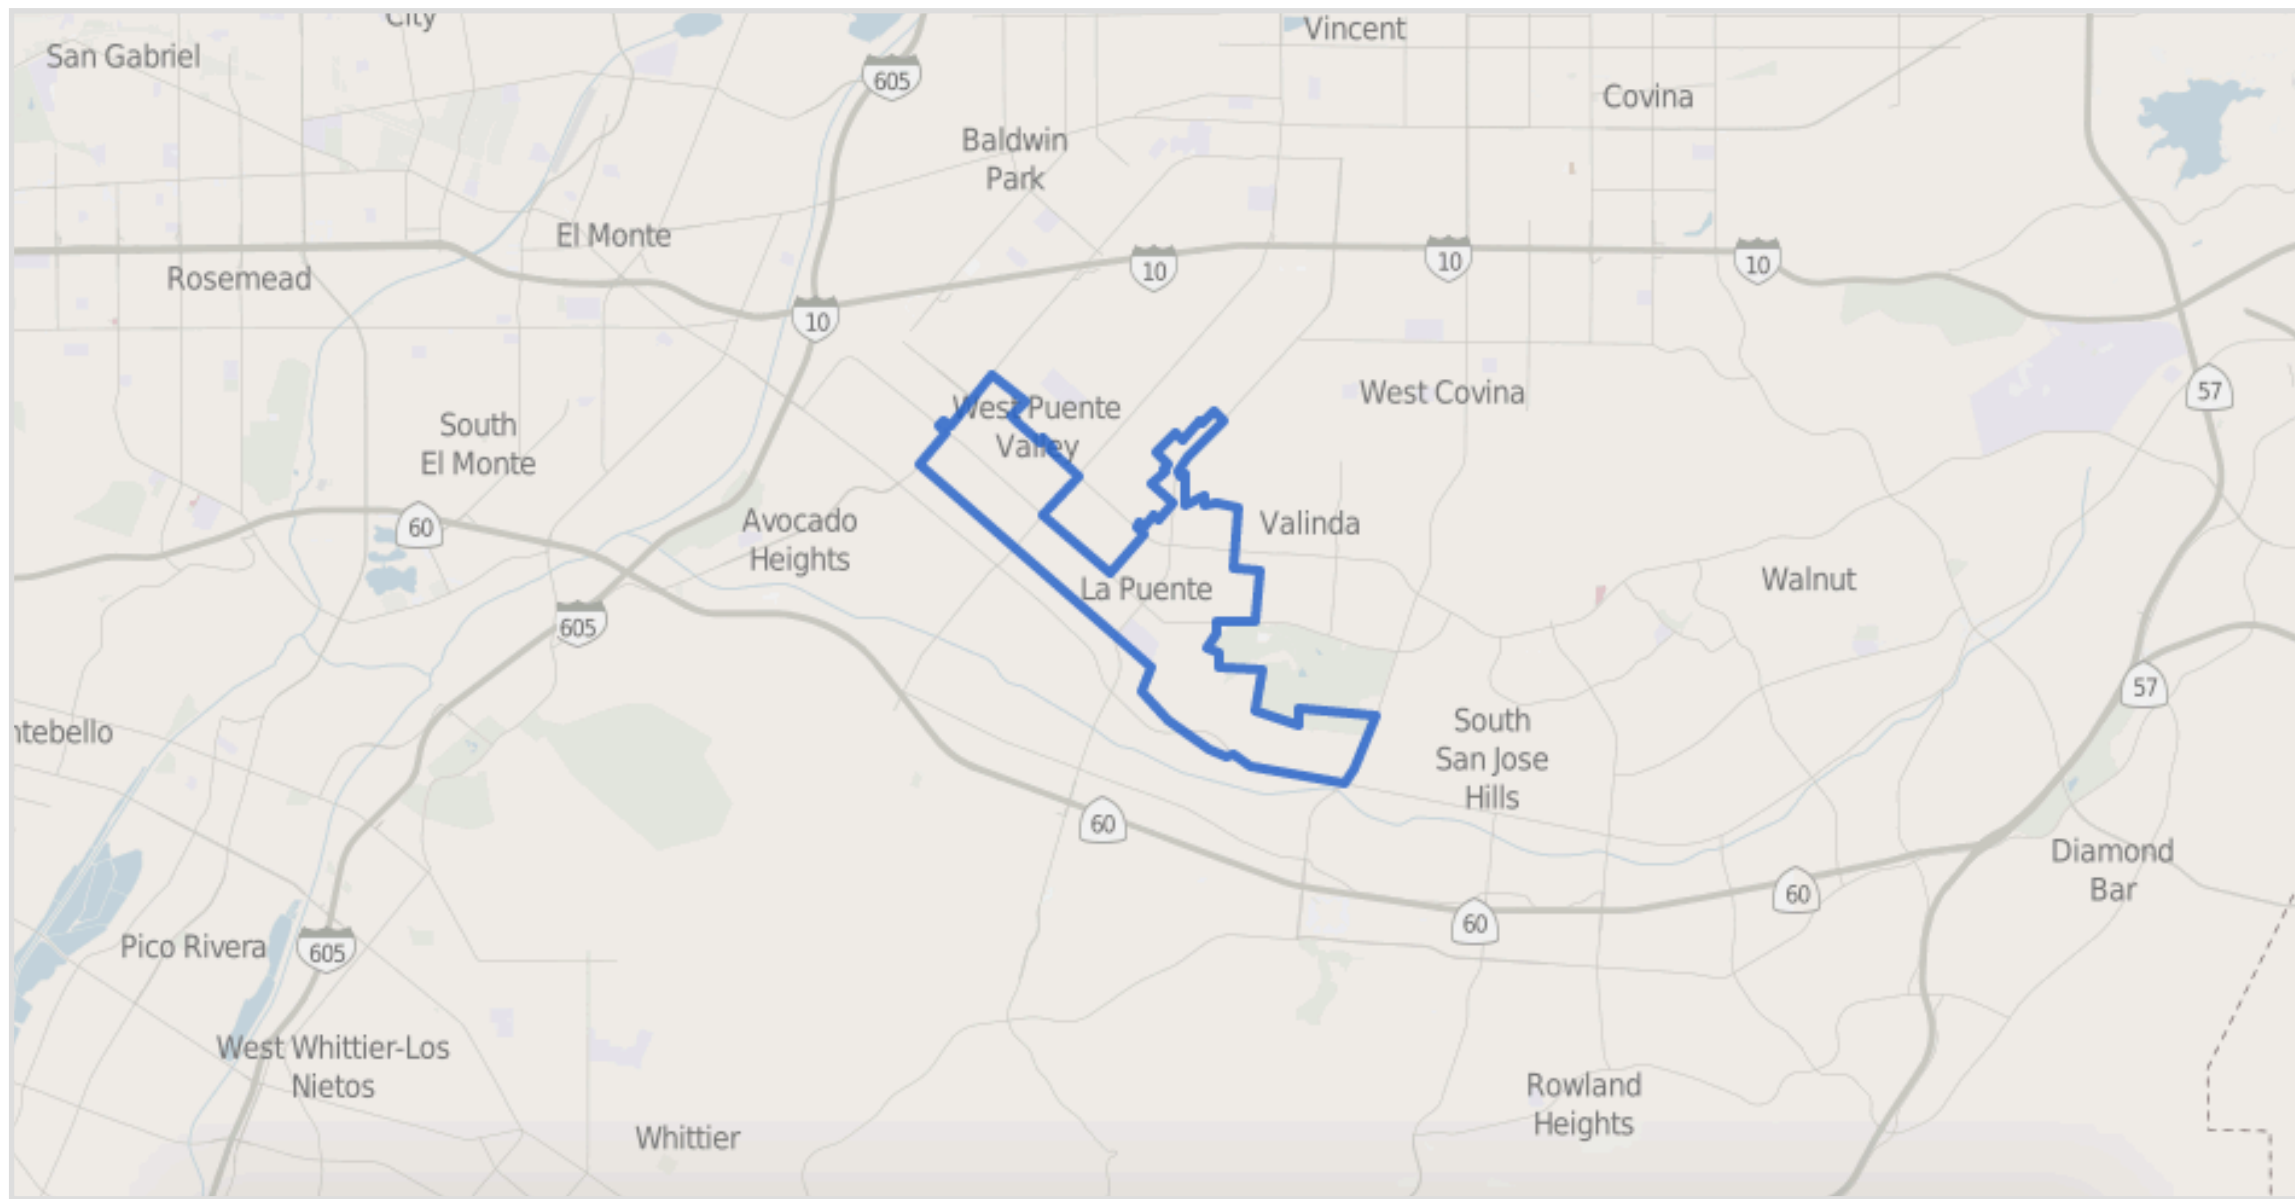 City
San Gabriel
605
Vincent
Covina
Baldwin
Park
El Monte
Rosemead
10
10
10
10
West Puente
Valley
West Covina
57
South
El Monte
60
Avocado
Heights
Valinda
La Puente
Walnut
605
57
ntebello
South
San Jose
Hills
60
Diamond
Bar
60
60
Pico Rivera
605
West Whittier-Los
Nietos
Rowland
Heights
Whittier